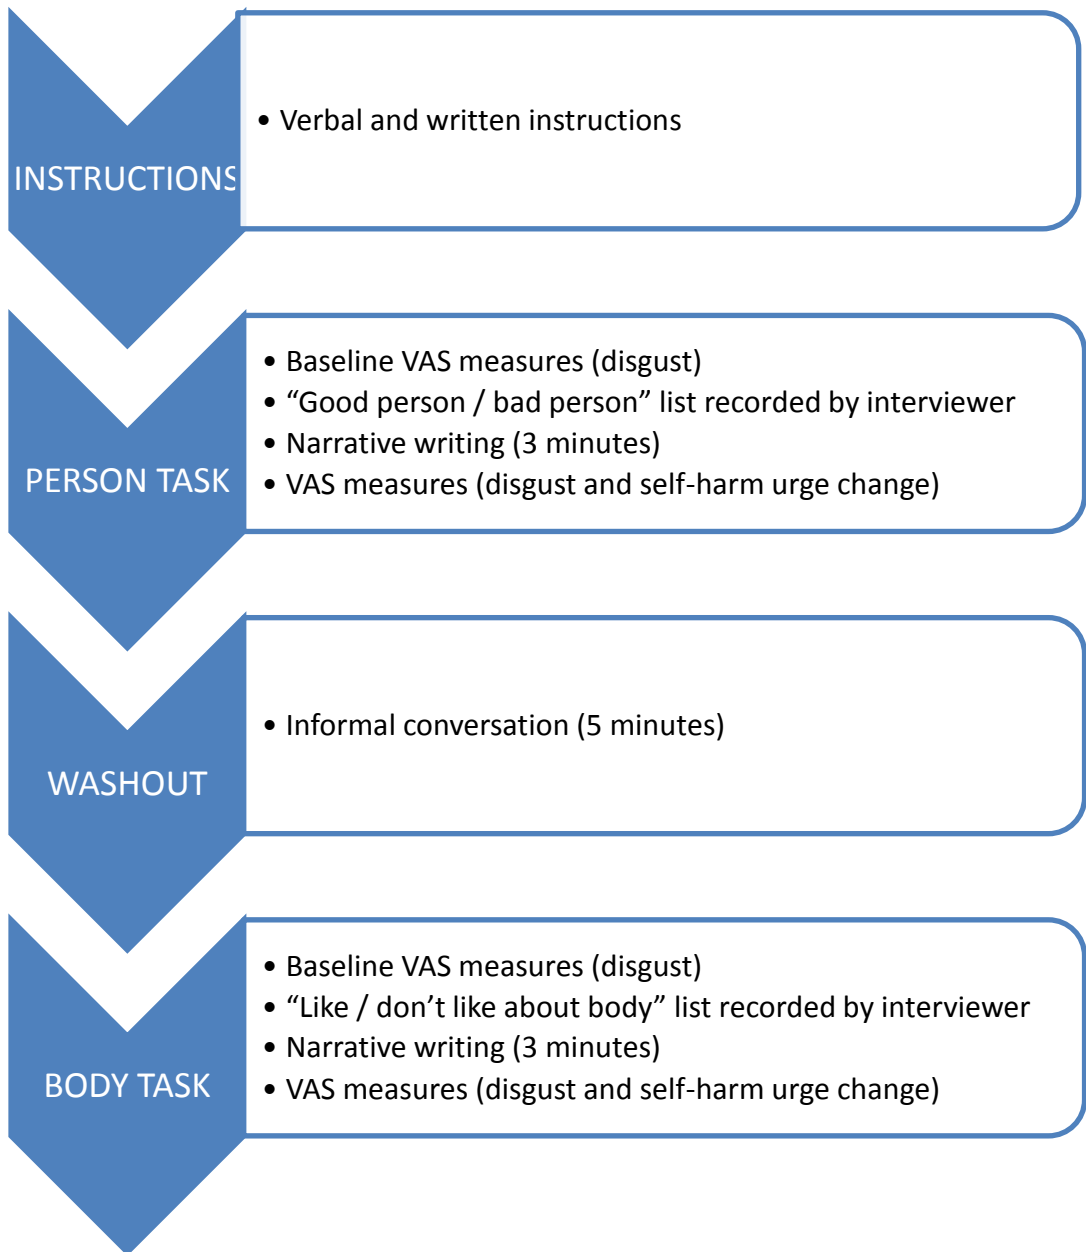 INSTRUCTIONS
• Verbal and written instructions
PERSON TASK
• Baseline VAS measures (disgust)
• “Good person / bad person” list recorded by interviewer
• Narrative writing (3 minutes)
• VAS measures (disgust and self-harm urge change)
WASHOUT
• Informal conversation (5 minutes)
BODY TASK
• Baseline VAS measures (disgust)
• “Like / don’t like about body” list recorded by interviewer
• Narrative writing (3 minutes)
• VAS measures (disgust and self-harm urge change)